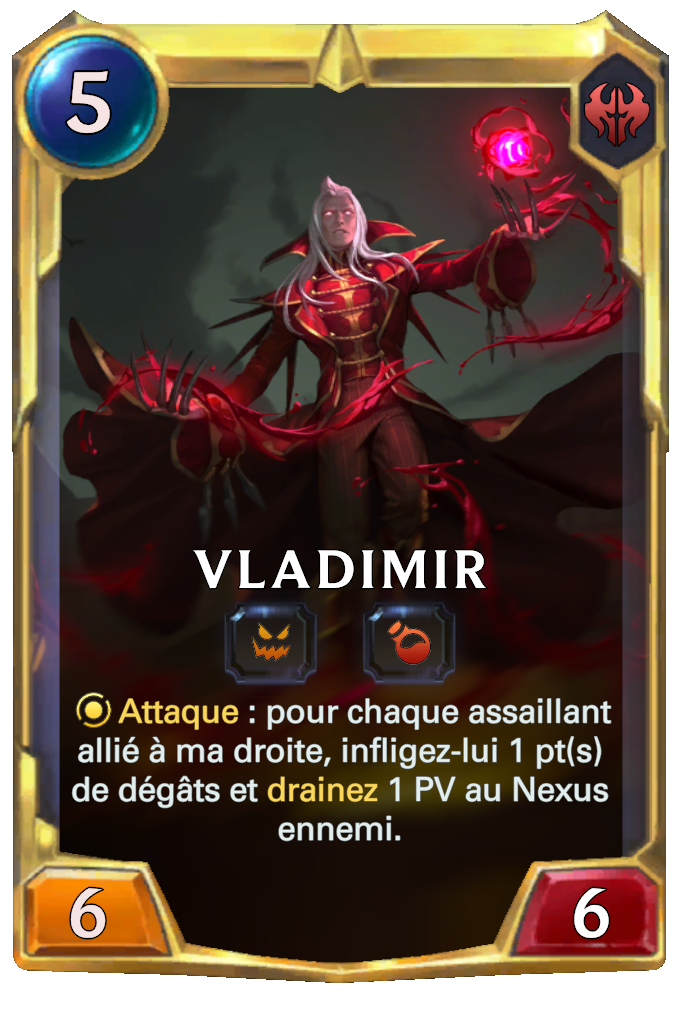 5
VLADIMIR
Attaque : pour chaque assaillant
allié à ma droite, infligez-lui 1 pt(s)
de dégâts et drainez 1 PV au Nexus
ennemi.
6
6